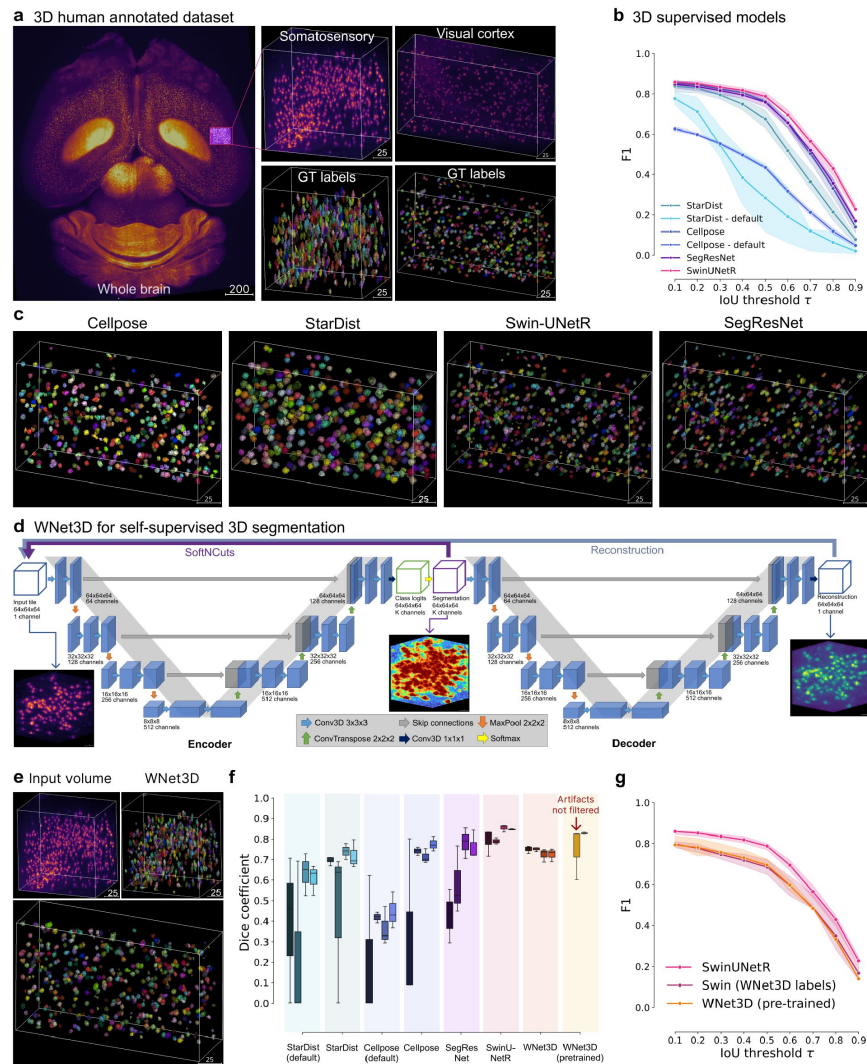 a 3D human annotated dataset
Somatosensory
Visual cortex
25
25
GT labels
GT labels
Whole brain
200
25
25
b 3D supervised models
1.0
0.8
0.6
0.4
0.2
0.0
F1
StarDist
StarDist - default
Cellpose
Cellpose - default
SegResNet
SwinUNetR
0.1 0.2 0.3 0.4 0.5 0.6 0.7 0.8 0.9
IoU threshold τ
c
Cellpose
StarDist
Swin-UNetR
SegResNet
25
25
25
25
d WNet3D for self-supervised 3D segmentation
SoftNCuts
Reconstruction
Input tile
64x64x64
1 channel
64x64x64
64 channels
32x32x32
128 channels
16x16x16
256 channels
8x8x8
512 channels
16x16x16
512 channels
32x32x32
256 channels
64x64x64
128 channels
Class logits
64x64x64
K channels
Segmentation
64x64x64
K channels
64x64x64
64 channels
32x32x32
128 channels
16x16x16
256 channels
8x8x8
512 channels
16x16x16
512 channels
32x32x32
256 channels
64x64x64
128 channels
Reconstruction
64x64x64
1 channel
Encoder
Decoder
Conv3D 3x3x3
Skip connections
MaxPool 2x2x2
ConvTranspose 2x2x2
Conv3D 1x1x1
Softmax
e Input volume
WNet3D
25
25
25
f
1.0
0.9
0.8
0.7
0.6
0.5
0.4
0.3
0.2
0.1
0.0
Dice coefficient
Artifacts
not filtered
StarDist
(default)
StarDist
Cellpose
(default)
Cellpose
SegRes
Net
SwinU-
NetR
WNet3D
WNet3D
(pretrained)
g
1.0
0.8
0.6
0.4
0.2
0.0
F1
SwinUNetR
Swin (WNet3D labels)
WNet3D (pre-trained)
0.1 0.2 0.3 0.4 0.5 0.6 0.7 0.8 0.9
IoU threshold τ